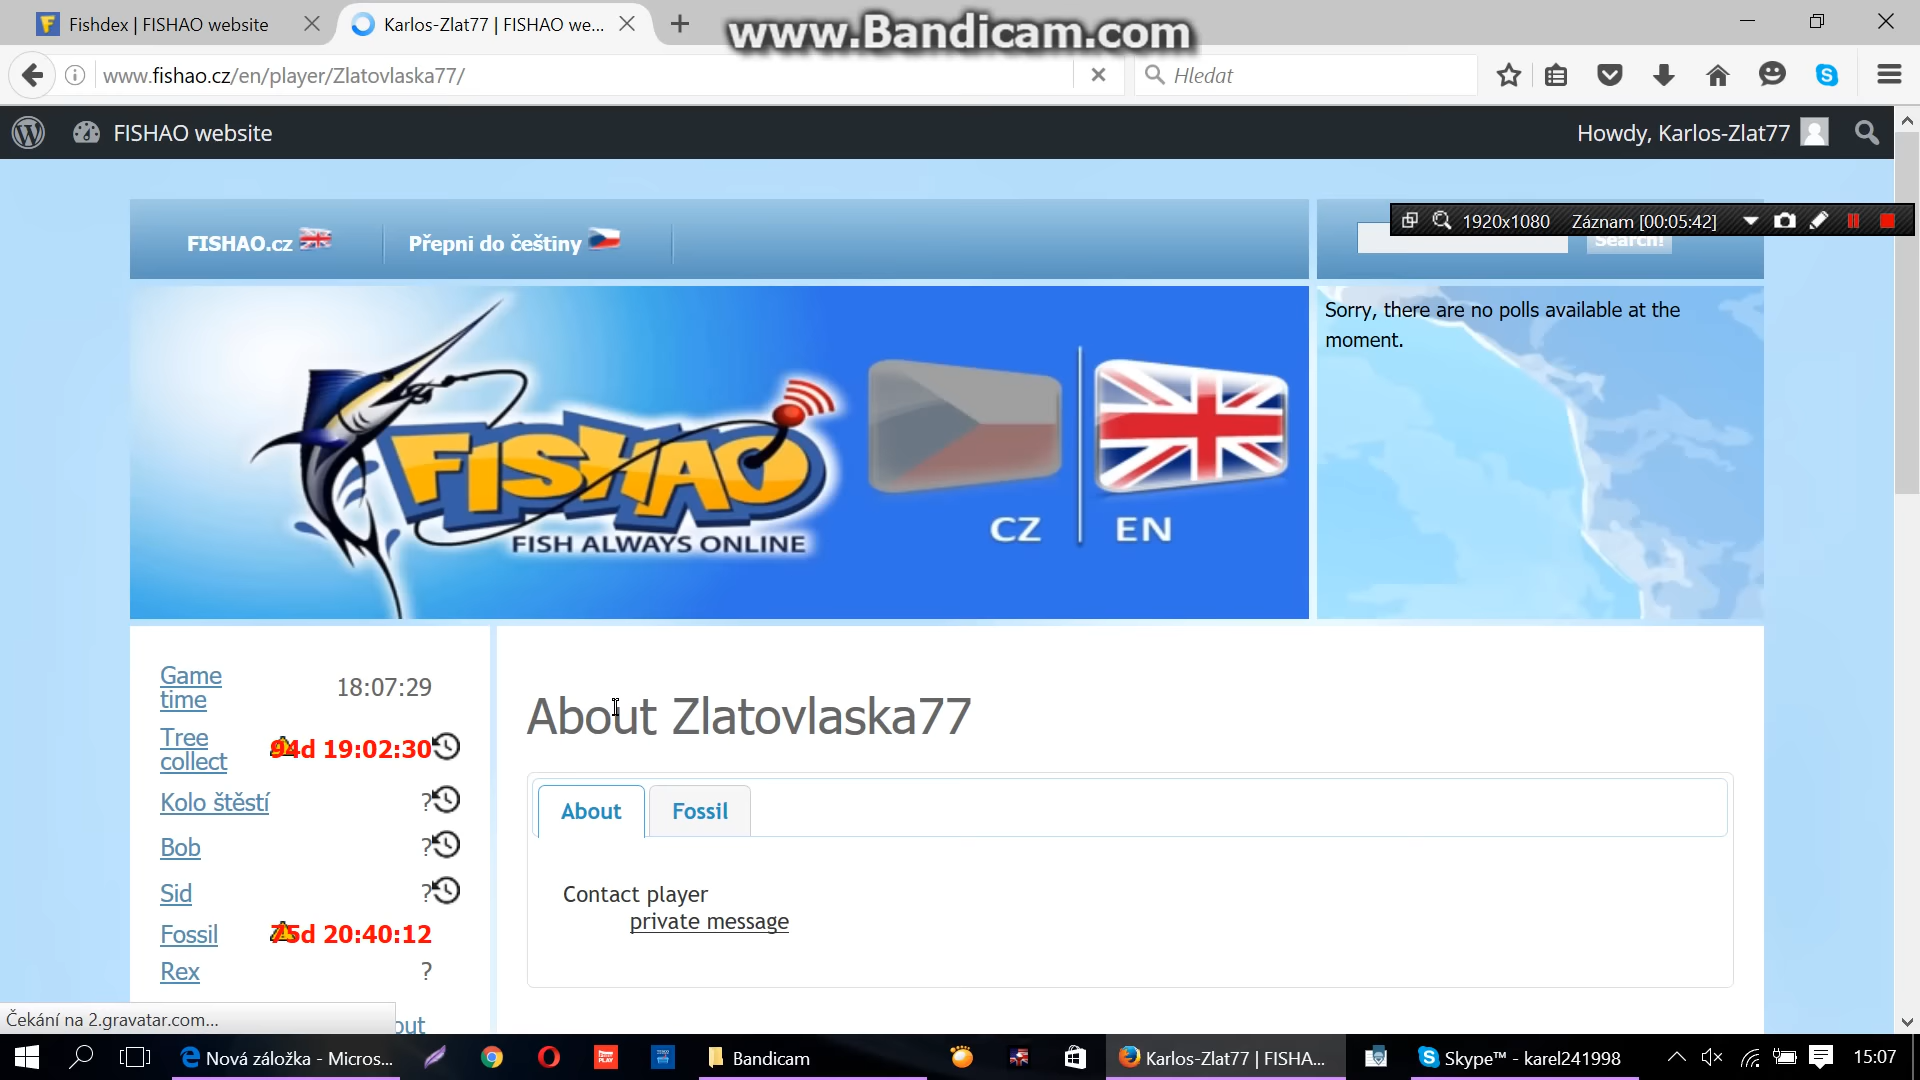 Fishdex | FISHAO website
Karlos-Zlat77 | FISHAO we...
www.Bandicam.com
www.fishao.cz/en/player/Zlatovlaska77/
Hledat
FISHAO website
Howdy, Karlos-Zlat77
FISHAO.cz
Přepni do češtiny
1920x1080
Záznam [00:05:42]
Search!
FISHAO
FISH ALWAYS ONLINE
CZ
EN
Sorry, there are no polls available at the
moment.
Game
time
18:07:29
Tree
collect
94d 19:02:30
Kolo štěstí
?
Bob
?
Sid
?
Fossil
75d 20:40:12
Rex
?
About Zlatovlaska77
About
Fossil
Contact player
private message
Čekání na 2.gravatar.com...
out
Nová záložka - Micros...
Bandicam
Karlos-Zlat77 | FISHA...
Skype™ - karel241998
15:07